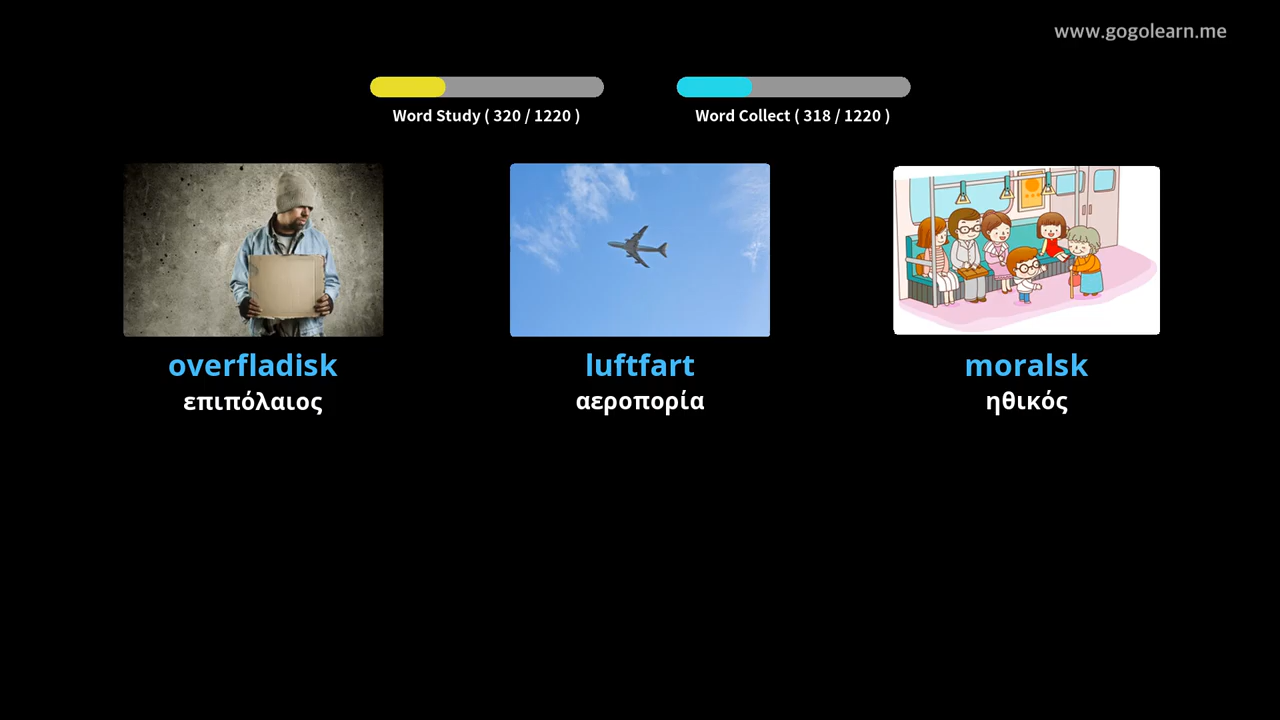 www.gogolearn.me
Word Study ( 320 / 1220 )
Word Collect ( 318 / 1220 )
overfladisk
επιπόλαιος
luftfart
αεροπορία
moralsk
ηθικός